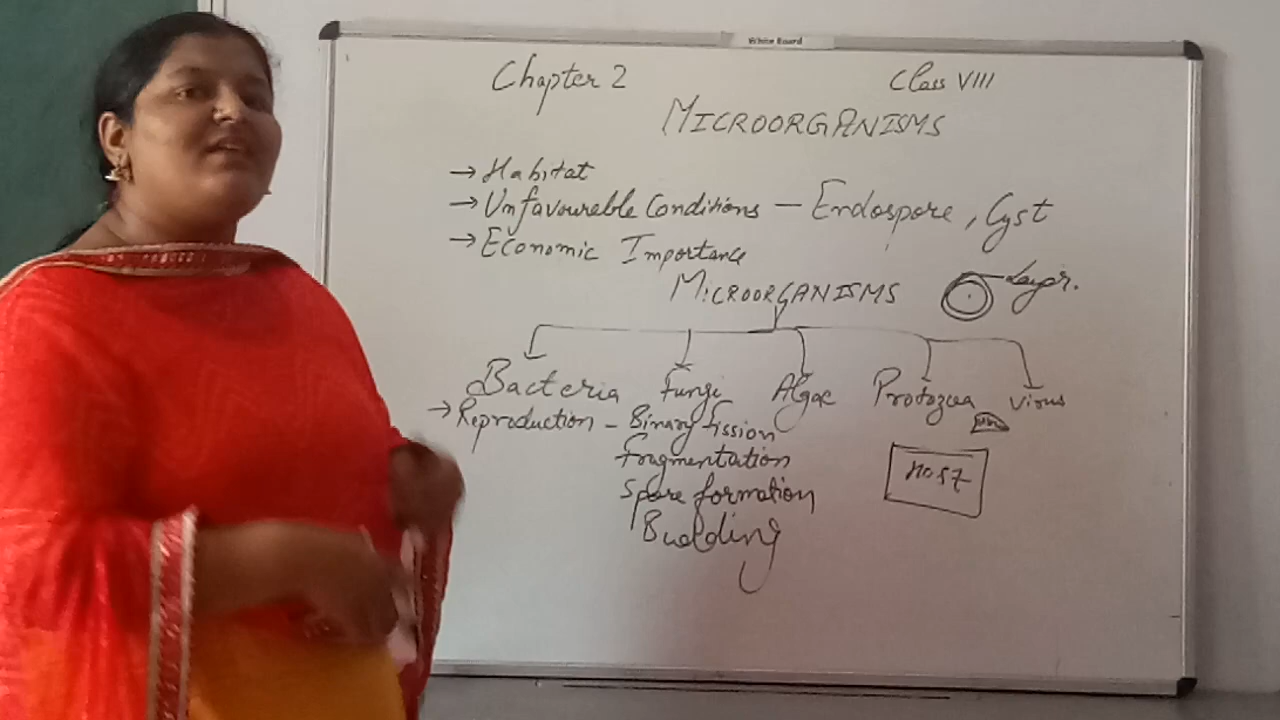 White Board
Chapter 2
Class VIII
MICROORGANISMS
→ Habitat
→ Unfavourable Conditions — Endospore, Cyst
→ Economic Importance
MICROORGANISMS
Layer.
Bacteria Fungi Algae Protozoa Virus
→ Reproduction - Binary fission
fragmentation
Spore formation
Budding
HOST